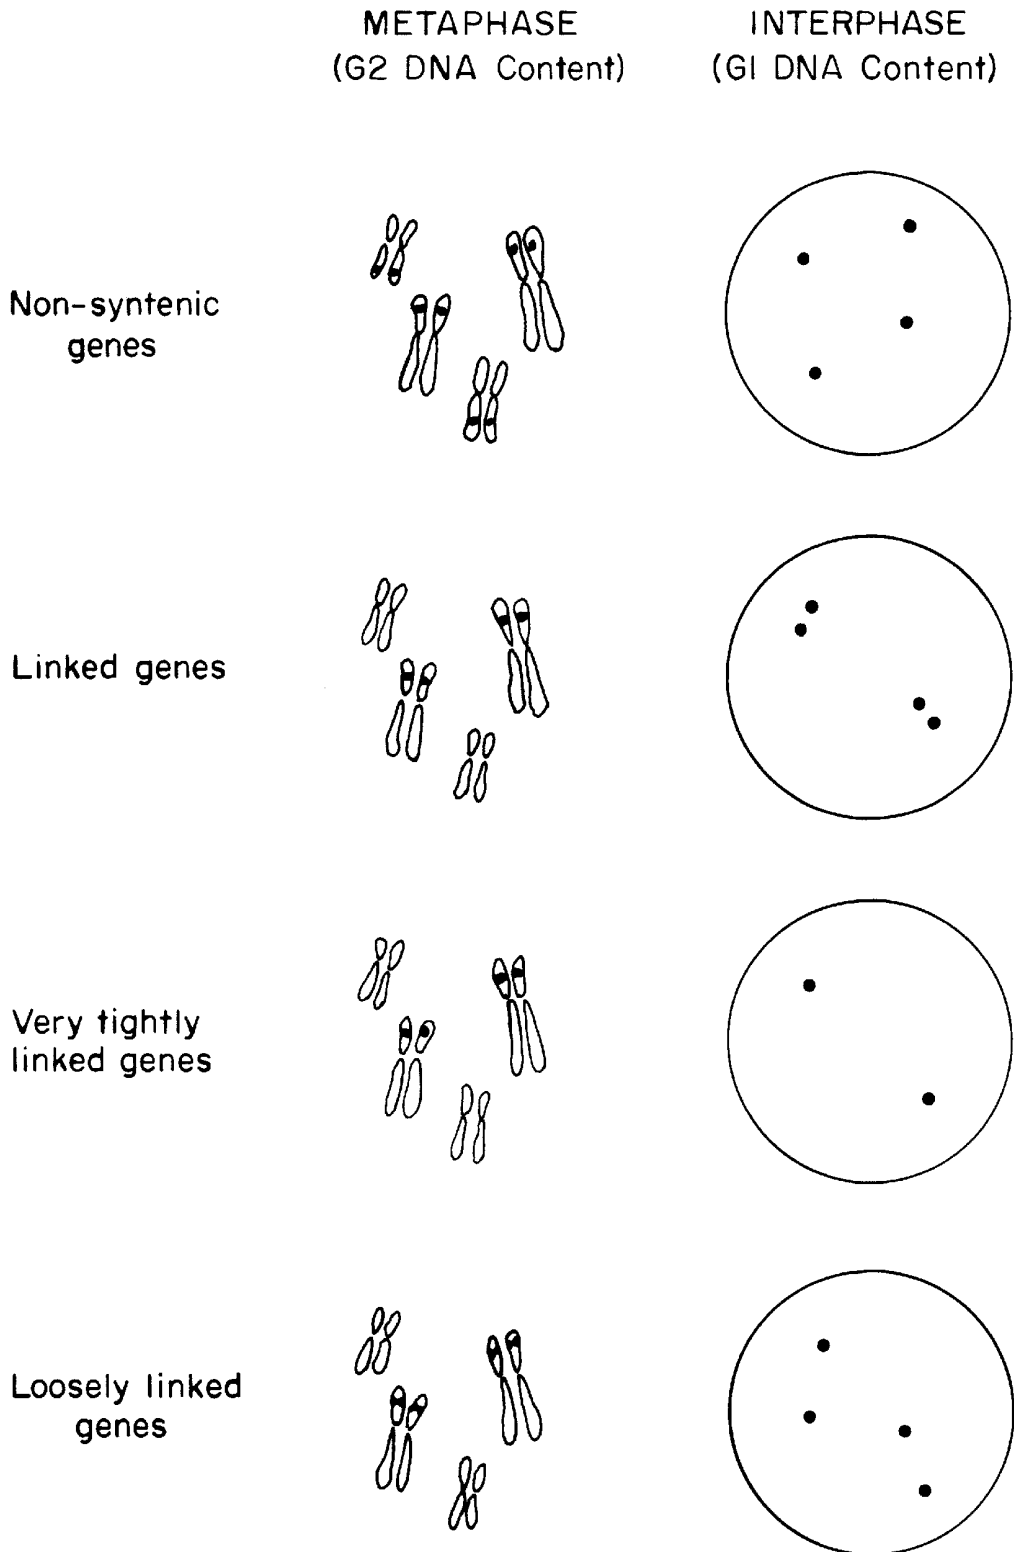 METAPHASE
(G2 DNA Content)
INTERPHASE
(G1 DNA Content)
Non-syntenic
genes
Linked genes
Very tightly
linked genes
Loosely linked
genes